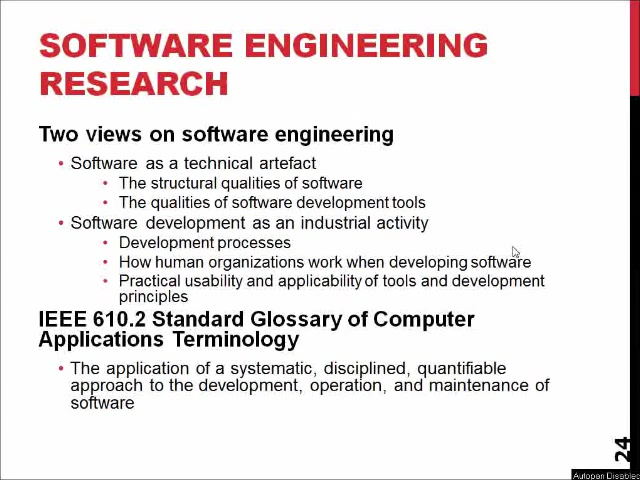 SOFTWARE ENGINEERING
RESEARCH
Two views on software engineering
• Software as a technical artefact
• The structural qualities of software
• The qualities of software development tools
• Software development as an industrial activity
• Development processes
• How human organizations work when developing software
• Practical usability and applicability of tools and development
principles
IEEE 610.2 Standard Glossary of Computer
Applications Terminology
• The application of a systematic, disciplined, quantifiable
approach to the development, operation, and maintenance of
software
24
Autopan Disabled